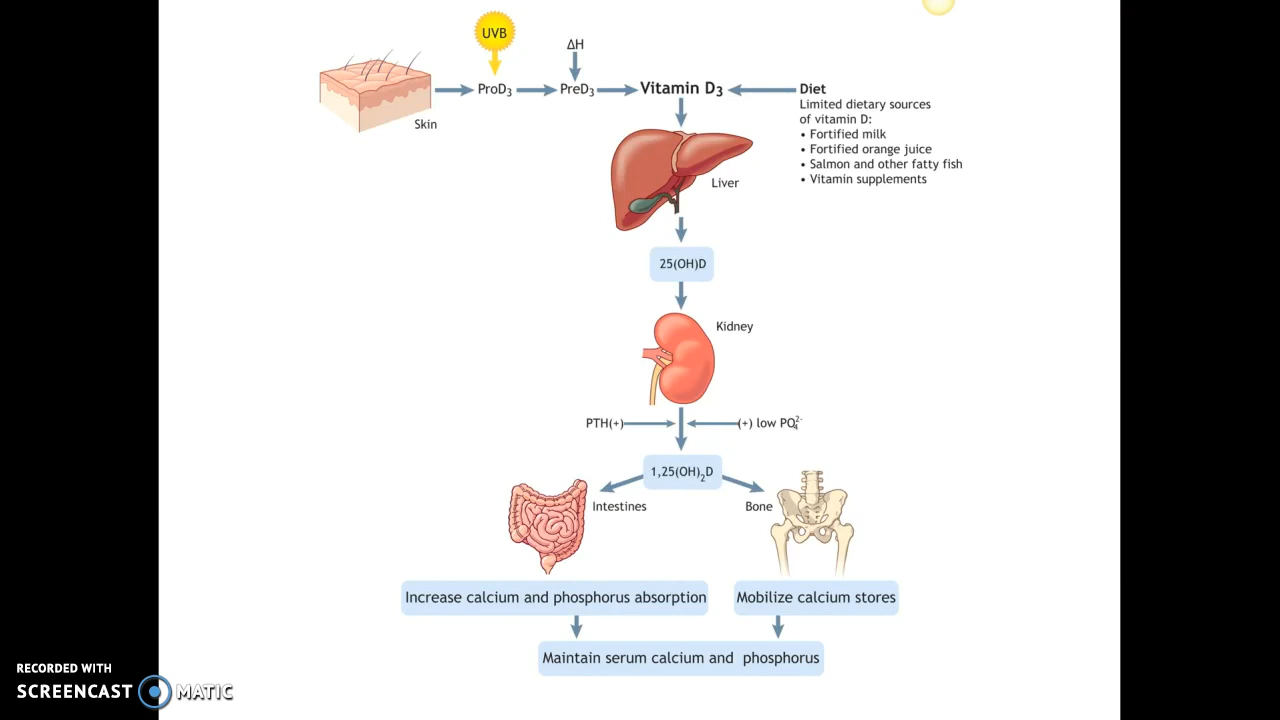 UVB
ΔH
ProD₃
PreD₃
Vitamin D₃
Diet
Limited dietary sources
of vitamin D:
• Fortified milk
• Fortified orange juice
• Salmon and other fatty fish
• Vitamin supplements
Skin
Liver
25(OH)D
Kidney
PTH(+)
(+) low PO₄²⁻
1,25(OH)₂D
Intestines
Bone
Increase calcium and phosphorus absorption
Mobilize calcium stores
Maintain serum calcium and phosphorus
RECORDED WITH
SCREENCAST MATIC